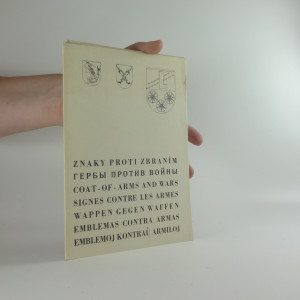 ZNAKY PROTI ZBRANÍM
ГЕРБЫ ПРОТИВ ВОЙНЫ
COAT-OF-ARMS AND WARS
SIGNES CONTRE LES ARMES
WAPPEN GEGEN WAFFEN
EMBLEMAS CONTRA ARMAS
EMBLEMOJ KONTRAŬ ARMILOJ